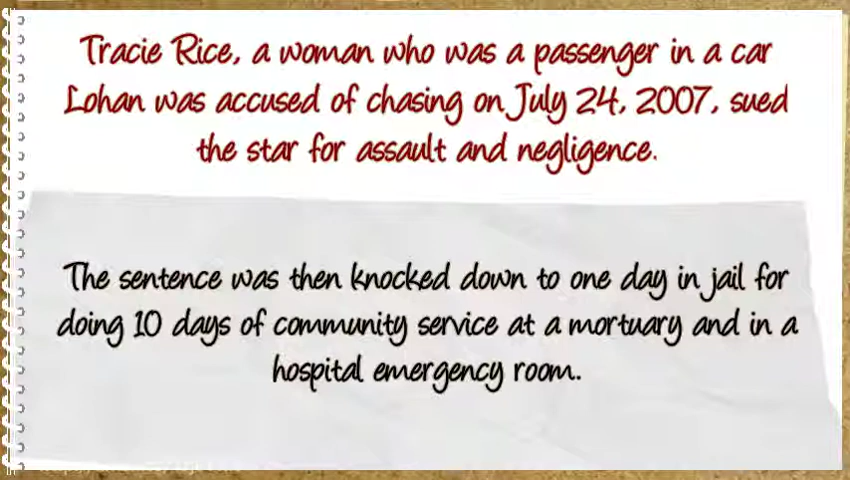 Tracie Rice, a woman who was a passenger in a car
Lohan was accused of chasing on July 24, 2007, sued
the star for assault and negligence.
The sentence was then knocked down to one day in jail for
doing 10 days of community service at a mortuary and in a
hospital emergency room.